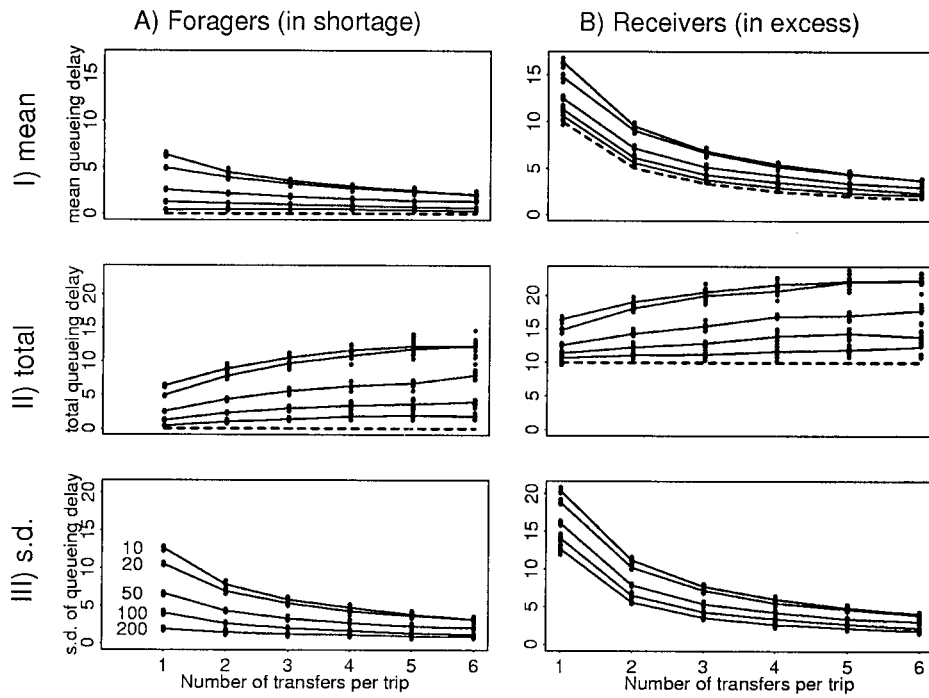 A) Foragers (in shortage)
B) Receivers (in excess)
I) mean
mean queueing delay
0 5 10 15
0 5 10 15
II) total
total queueing delay
0 5 10 15 20
0 5 10 15 20
III) s.d.
s.d. of queueing delay
0 5 10 15 20
10
20
50
100
200
0 5 10 15 20
1 2 3 4 5 6
Number of transfers per trip
1 2 3 4 5 6
Number of transfers per trip